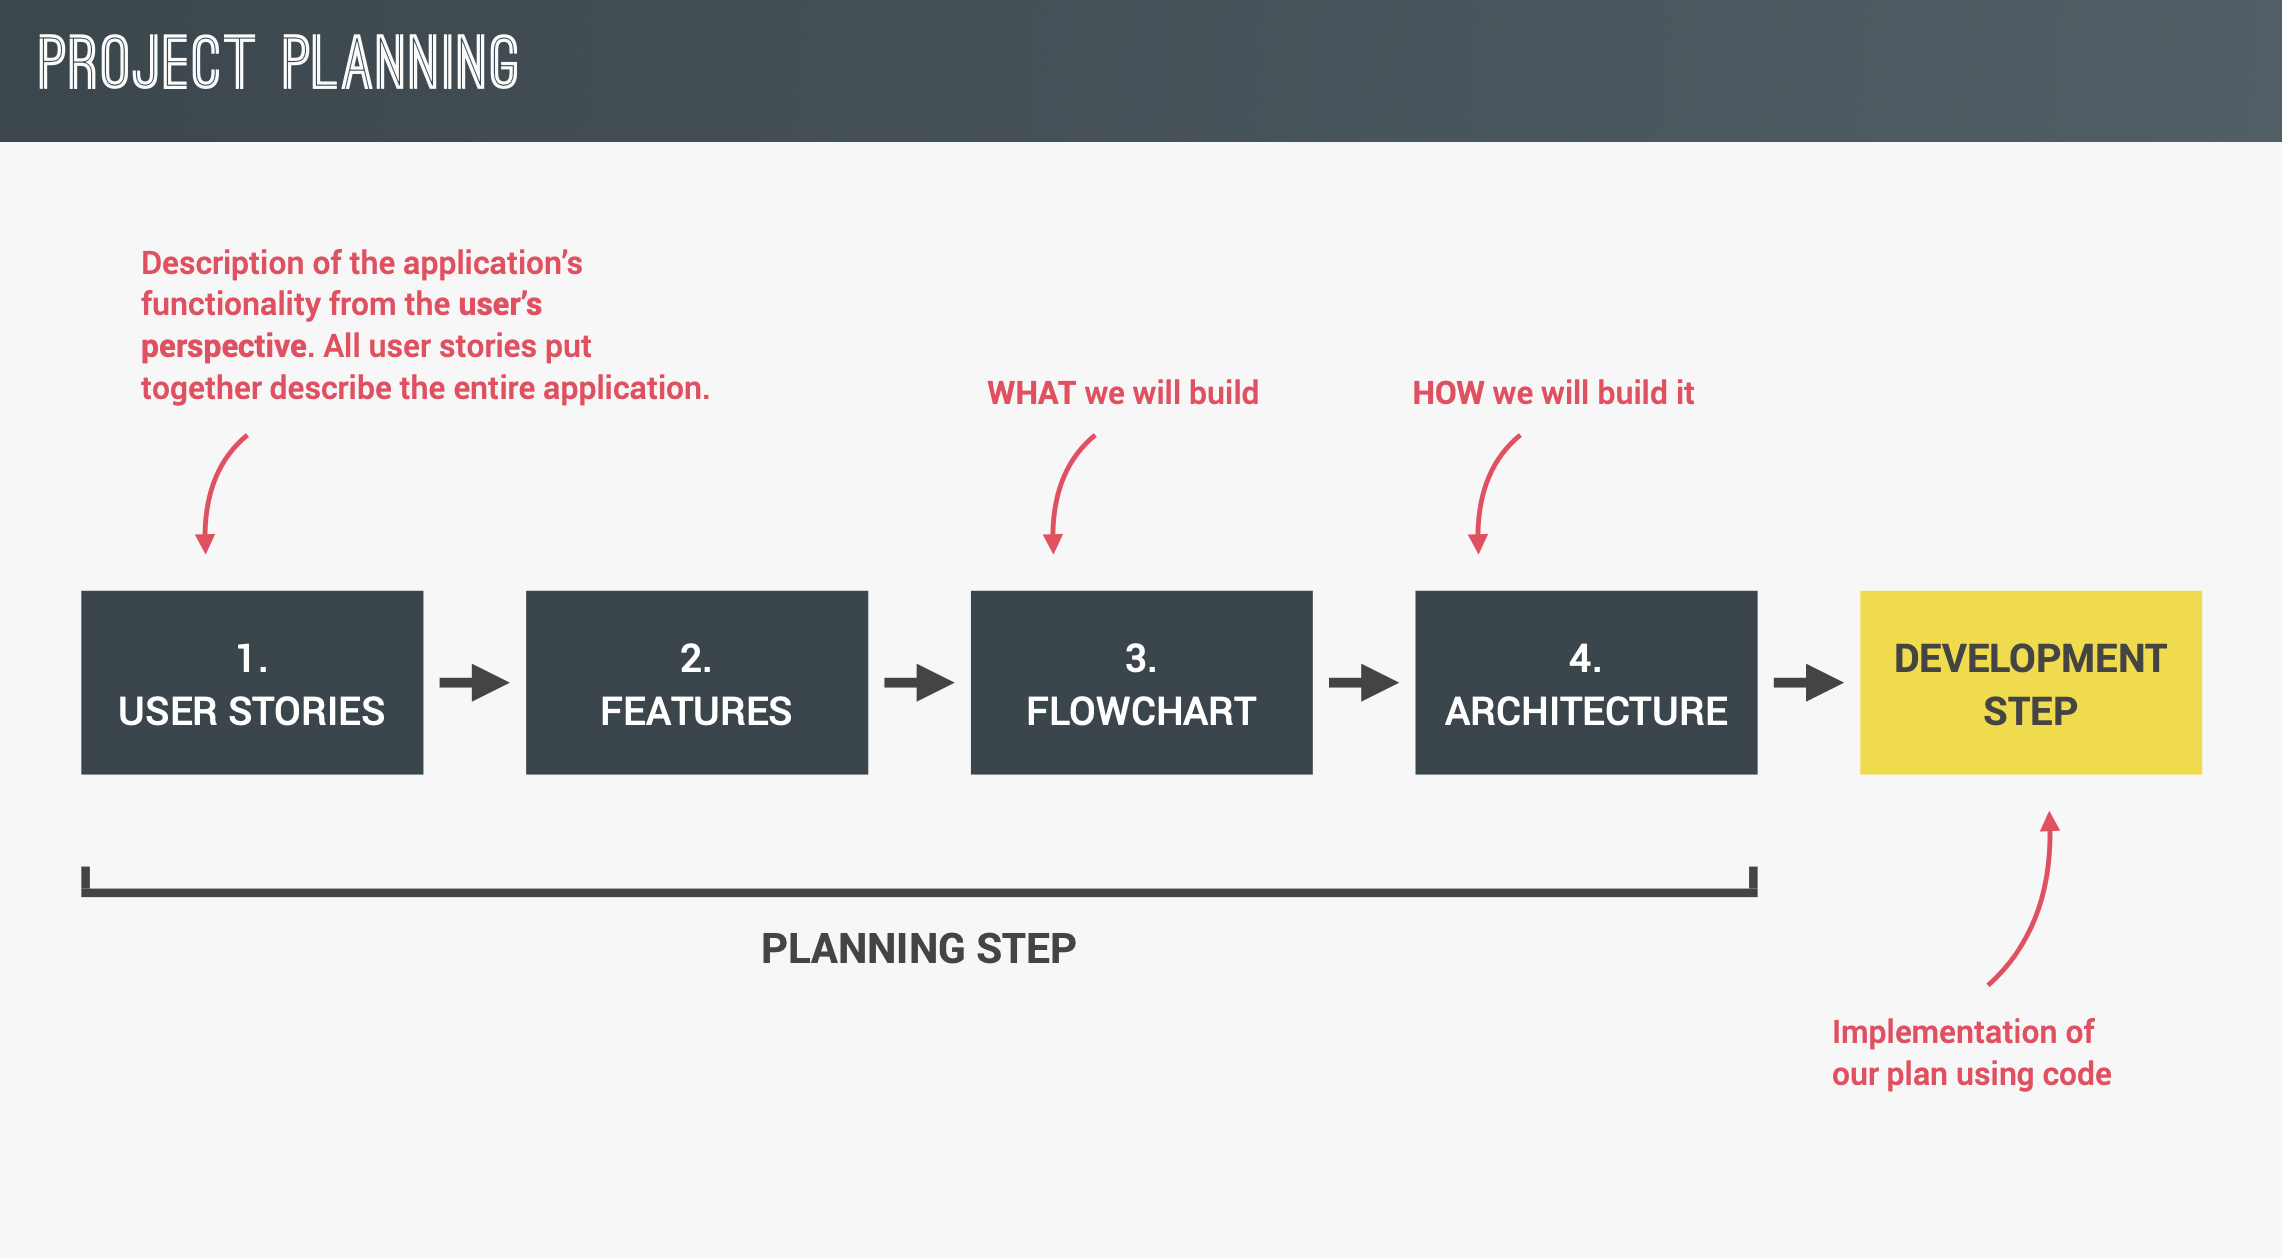 PROJECT PLANNING
Description of the application’s
functionality from the user’s
perspective. All user stories put
together describe the entire application.
WHAT we will build
HOW we will build it
1.
USER STORIES
2.
FEATURES
3.
FLOWCHART
4.
ARCHITECTURE
DEVELOPMENT
STEP
PLANNING STEP
Implementation of
our plan using code